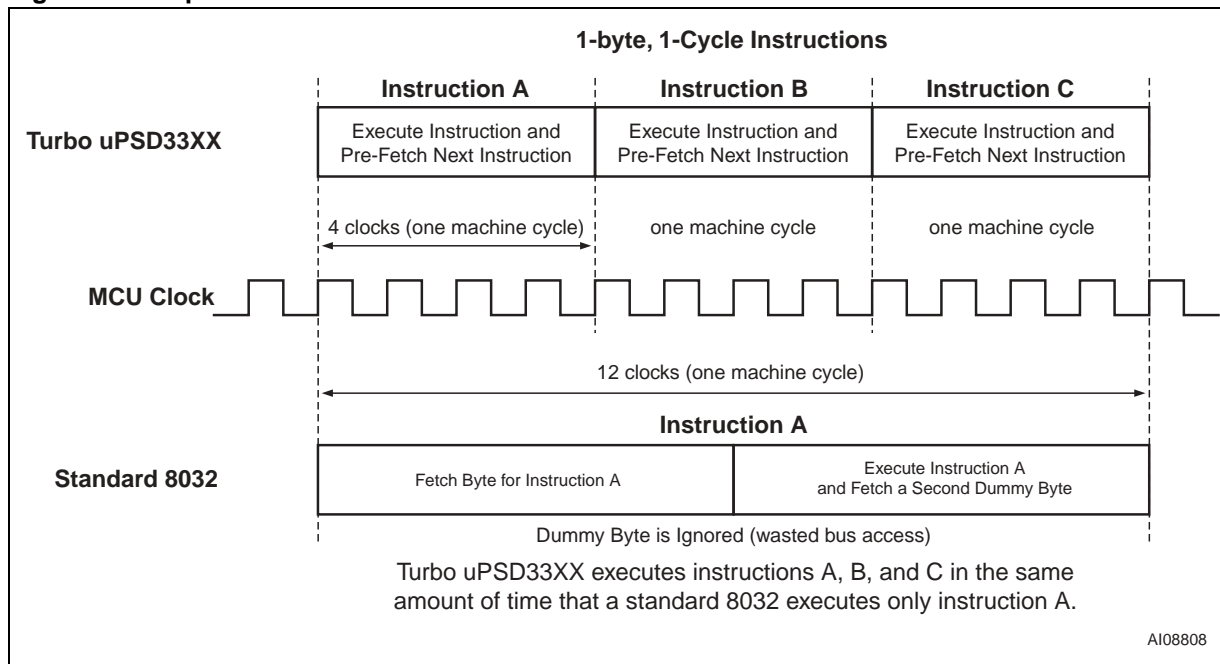 1-byte, 1-Cycle Instructions
Instruction A
Instruction B
Instruction C
Turbo uPSD33XX
Execute Instruction and
Pre-Fetch Next Instruction
Execute Instruction and
Pre-Fetch Next Instruction
Execute Instruction and
Pre-Fetch Next Instruction
4 clocks (one machine cycle)
one machine cycle
one machine cycle
MCU Clock
12 clocks (one machine cycle)
Instruction A
Standard 8032
Fetch Byte for Instruction A
Execute Instruction A
and Fetch a Second Dummy Byte
Dummy Byte is Ignored (wasted bus access)
Turbo uPSD33XX executes instructions A, B, and C in the same
amount of time that a standard 8032 executes only instruction A.
AI08808